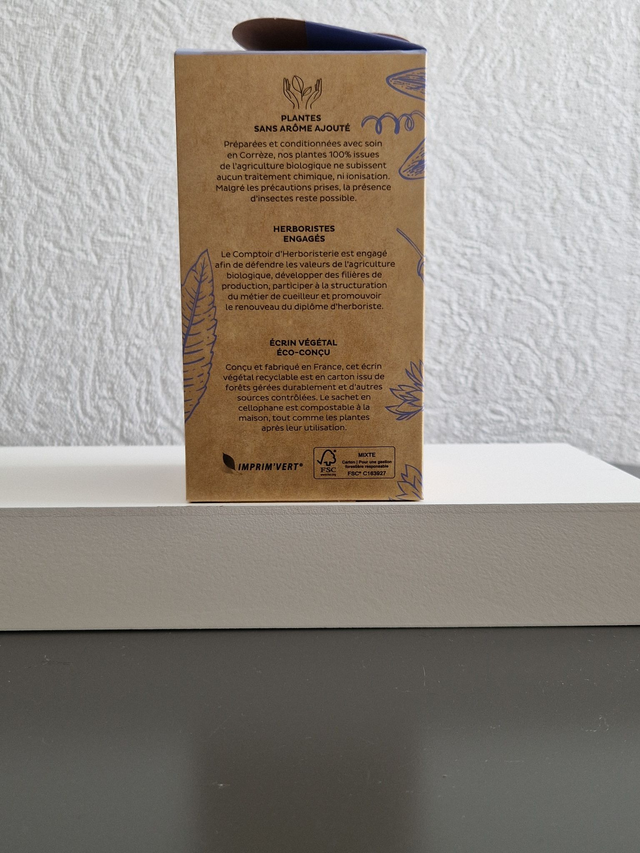 PLANTES
SANS ARÔME AJOUTÉ
Préparées et conditionnées avec soin
en Corrèze, nos plantes 100% issues
de l'agriculture biologique ne subissent
aucun traitement chimique, ni ionisation.
Malgré les précautions prises, la présence
d'insectes reste possible.
HERBORISTES
ENGAGÉS
Le Comptoir d'Herboristerie est engagé
afin de défendre les valeurs de l'agriculture
biologique, développer des filières de
production, participer à la structuration
du métier de cueilleur et promouvoir
le renouveau du diplôme d'herboriste.
ÉCRIN VÉGÉTAL
ÉCO-CONÇU
Conçu et fabriqué en France, cet écrin
végétal recyclable est en carton issu de
forêts gérées durablement et d'autres
sources contrôlées. Le sachet en
cellophane est compostable à la
maison, tout comme les plantes
après leur utilisation.
IMPRIM'VERT®
FSC
MIXTE
Carton | Pour une gestion
forestière responsable
FSC® C183927